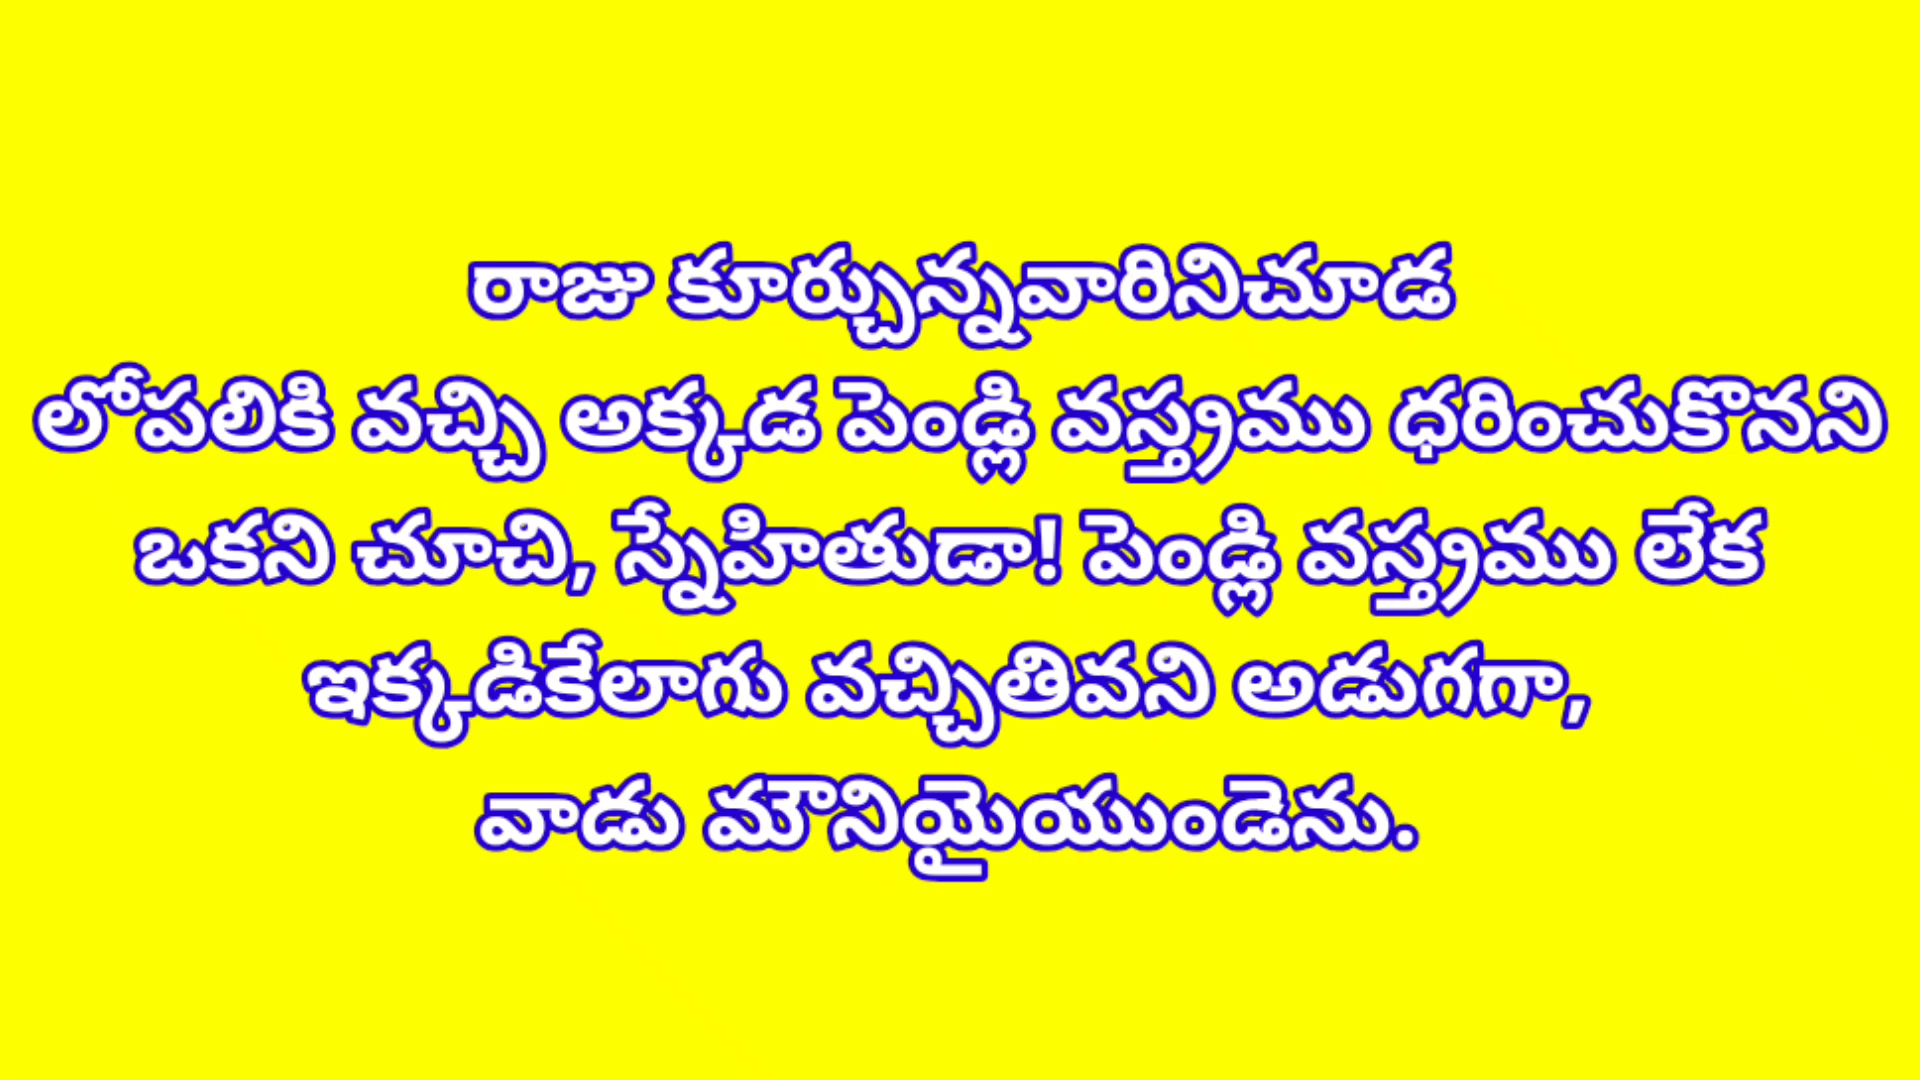 రాజు కూర్చున్నవారినిచూడ
లోపలికి వచ్చి అక్కడ పెండ్లి వస్త్రము ధరించుకొనని
ఒకని చూచి, స్నేహితుడా! పెండ్లి వస్త్రము లేక
ఇక్కడికేలాగు వచ్చితివని అడుగగా,
వాడు మౌనియైయుండెను.